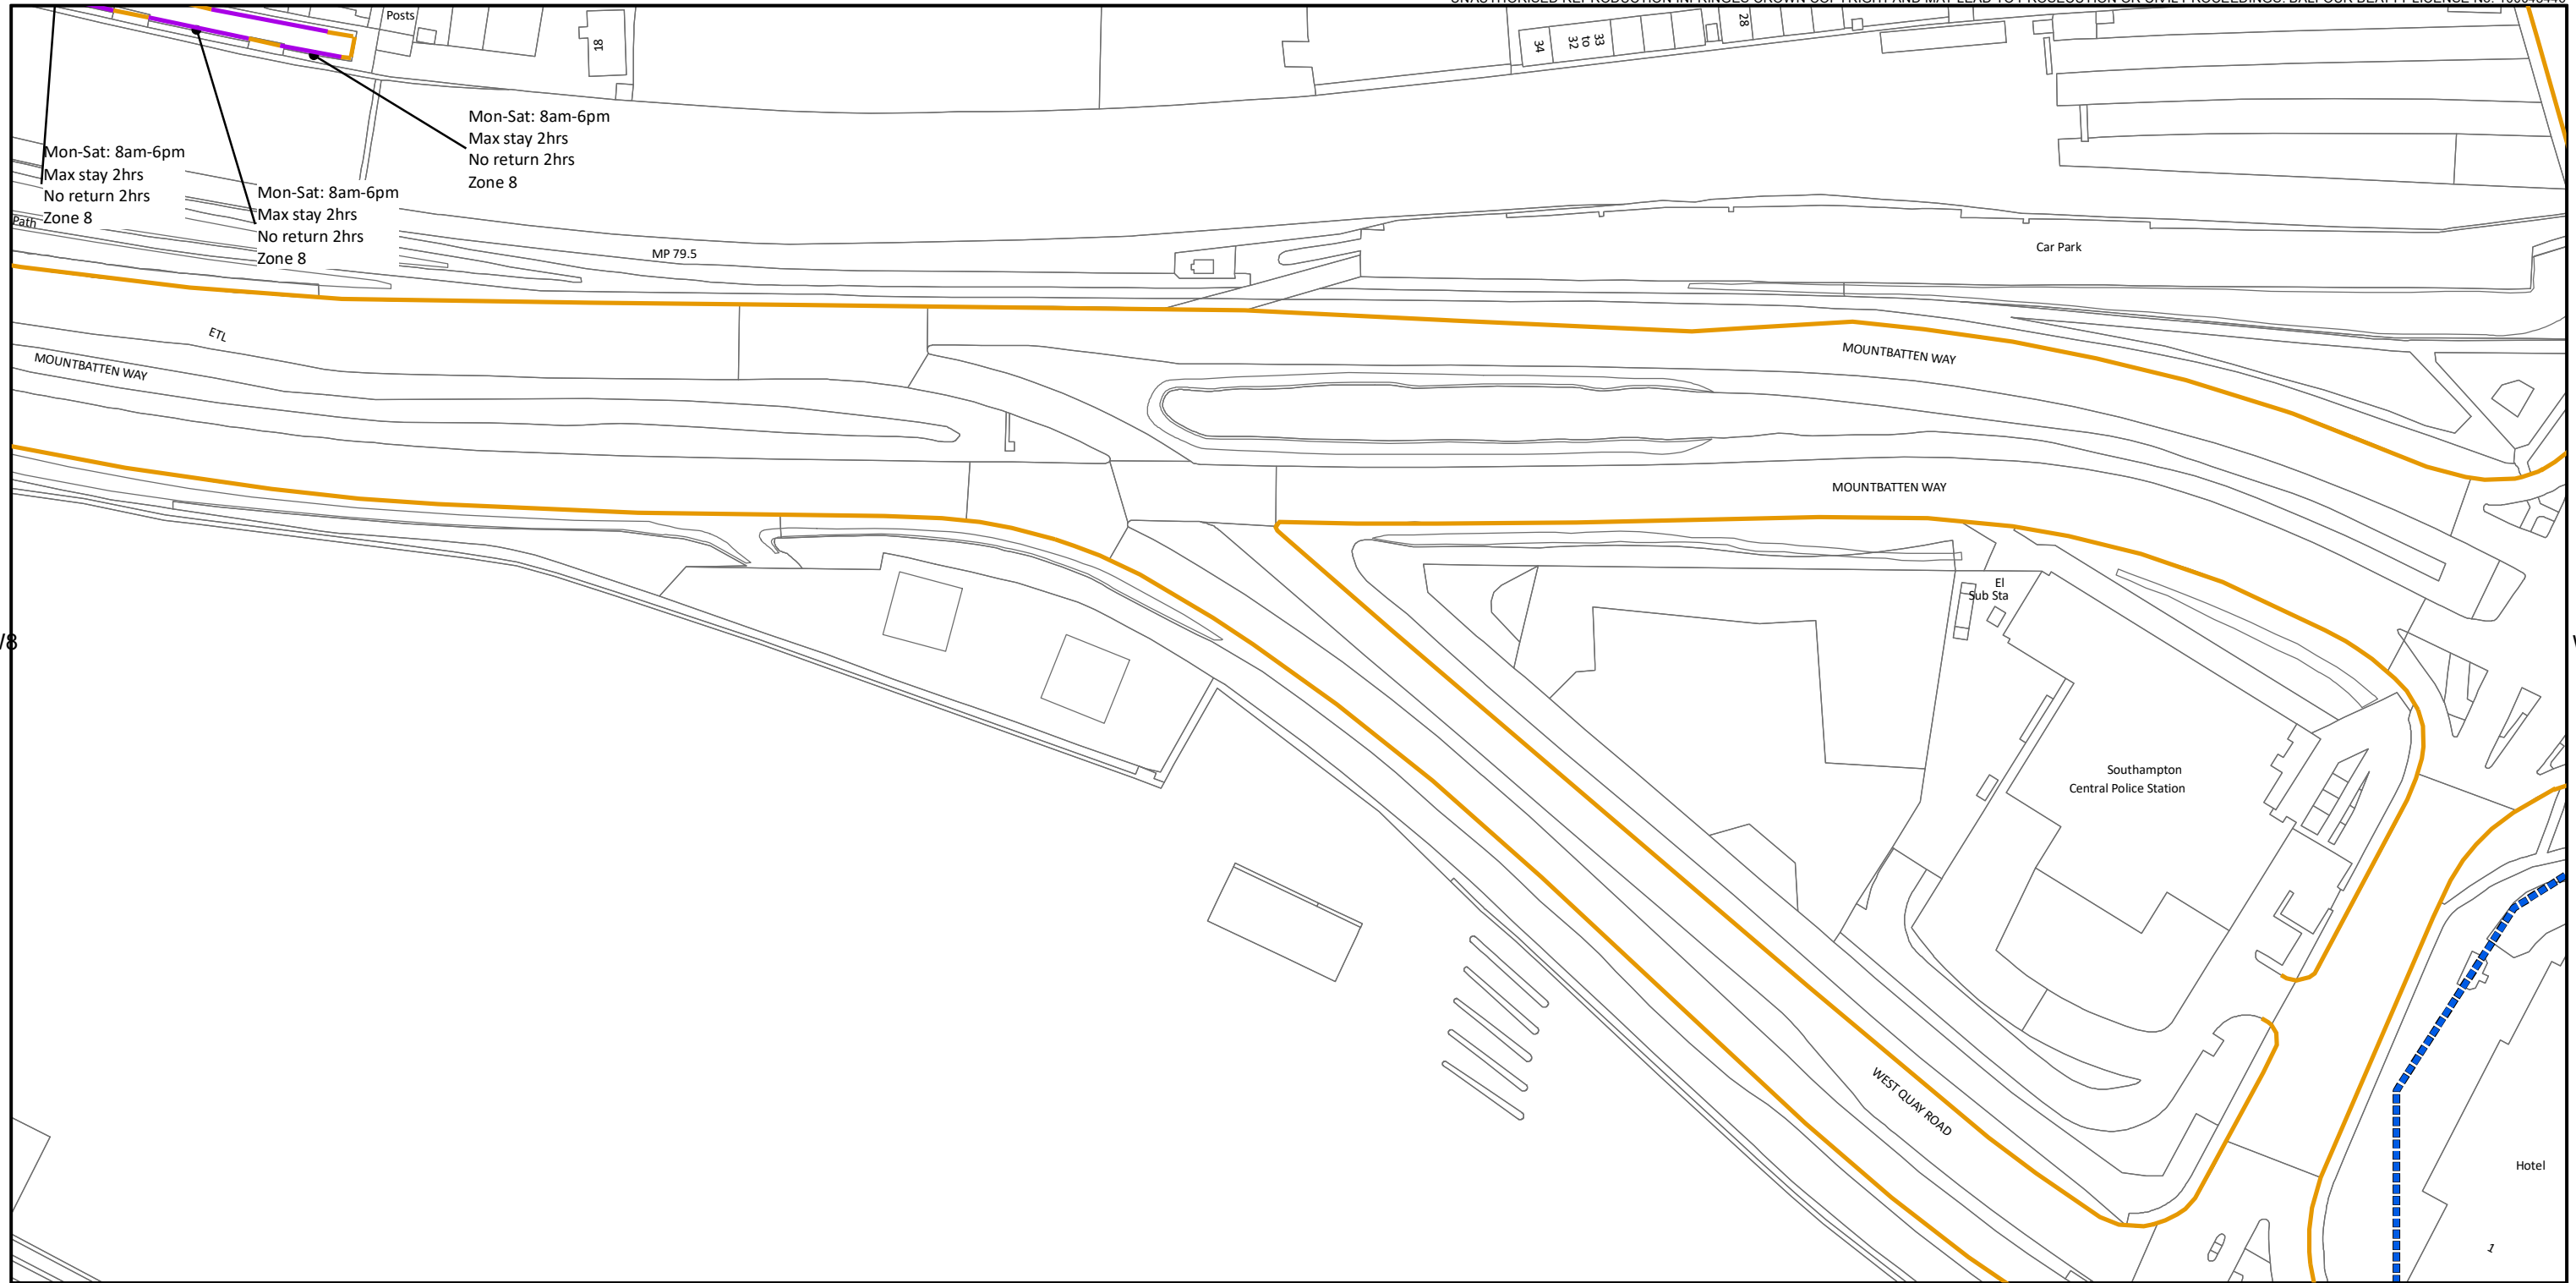 Posts
18
34
32
to
33
28
Mon-Sat: 8am-6pm
Max stay 2hrs
No return 2hrs
Zone 8
Mon-Sat: 8am-6pm
Max stay 2hrs
No return 2hrs
Zone 8
Mon-Sat: 8am-6pm
Max stay 2hrs
No return 2hrs
Zone 8
Path
MP 79.5
Car Park
ETL
MOUNTBATTEN WAY
MOUNTBATTEN WAY
MOUNTBATTEN WAY
El
Sub Sta
Southampton
Central Police Station
WEST QUAY ROAD
Hotel
1